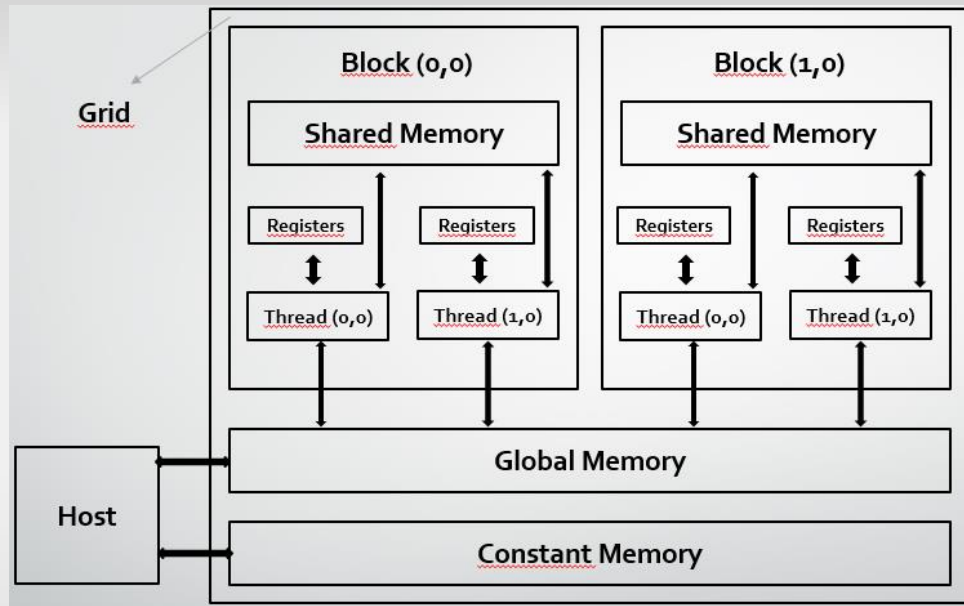 Block (0,0)
Block (1,0)
Grid
Shared Memory
Shared Memory
Registers
Registers
Registers
Registers
Thread (0,0)
Thread (1,0)
Thread (0,0)
Thread (1,0)
Global Memory
Host
Constant Memory